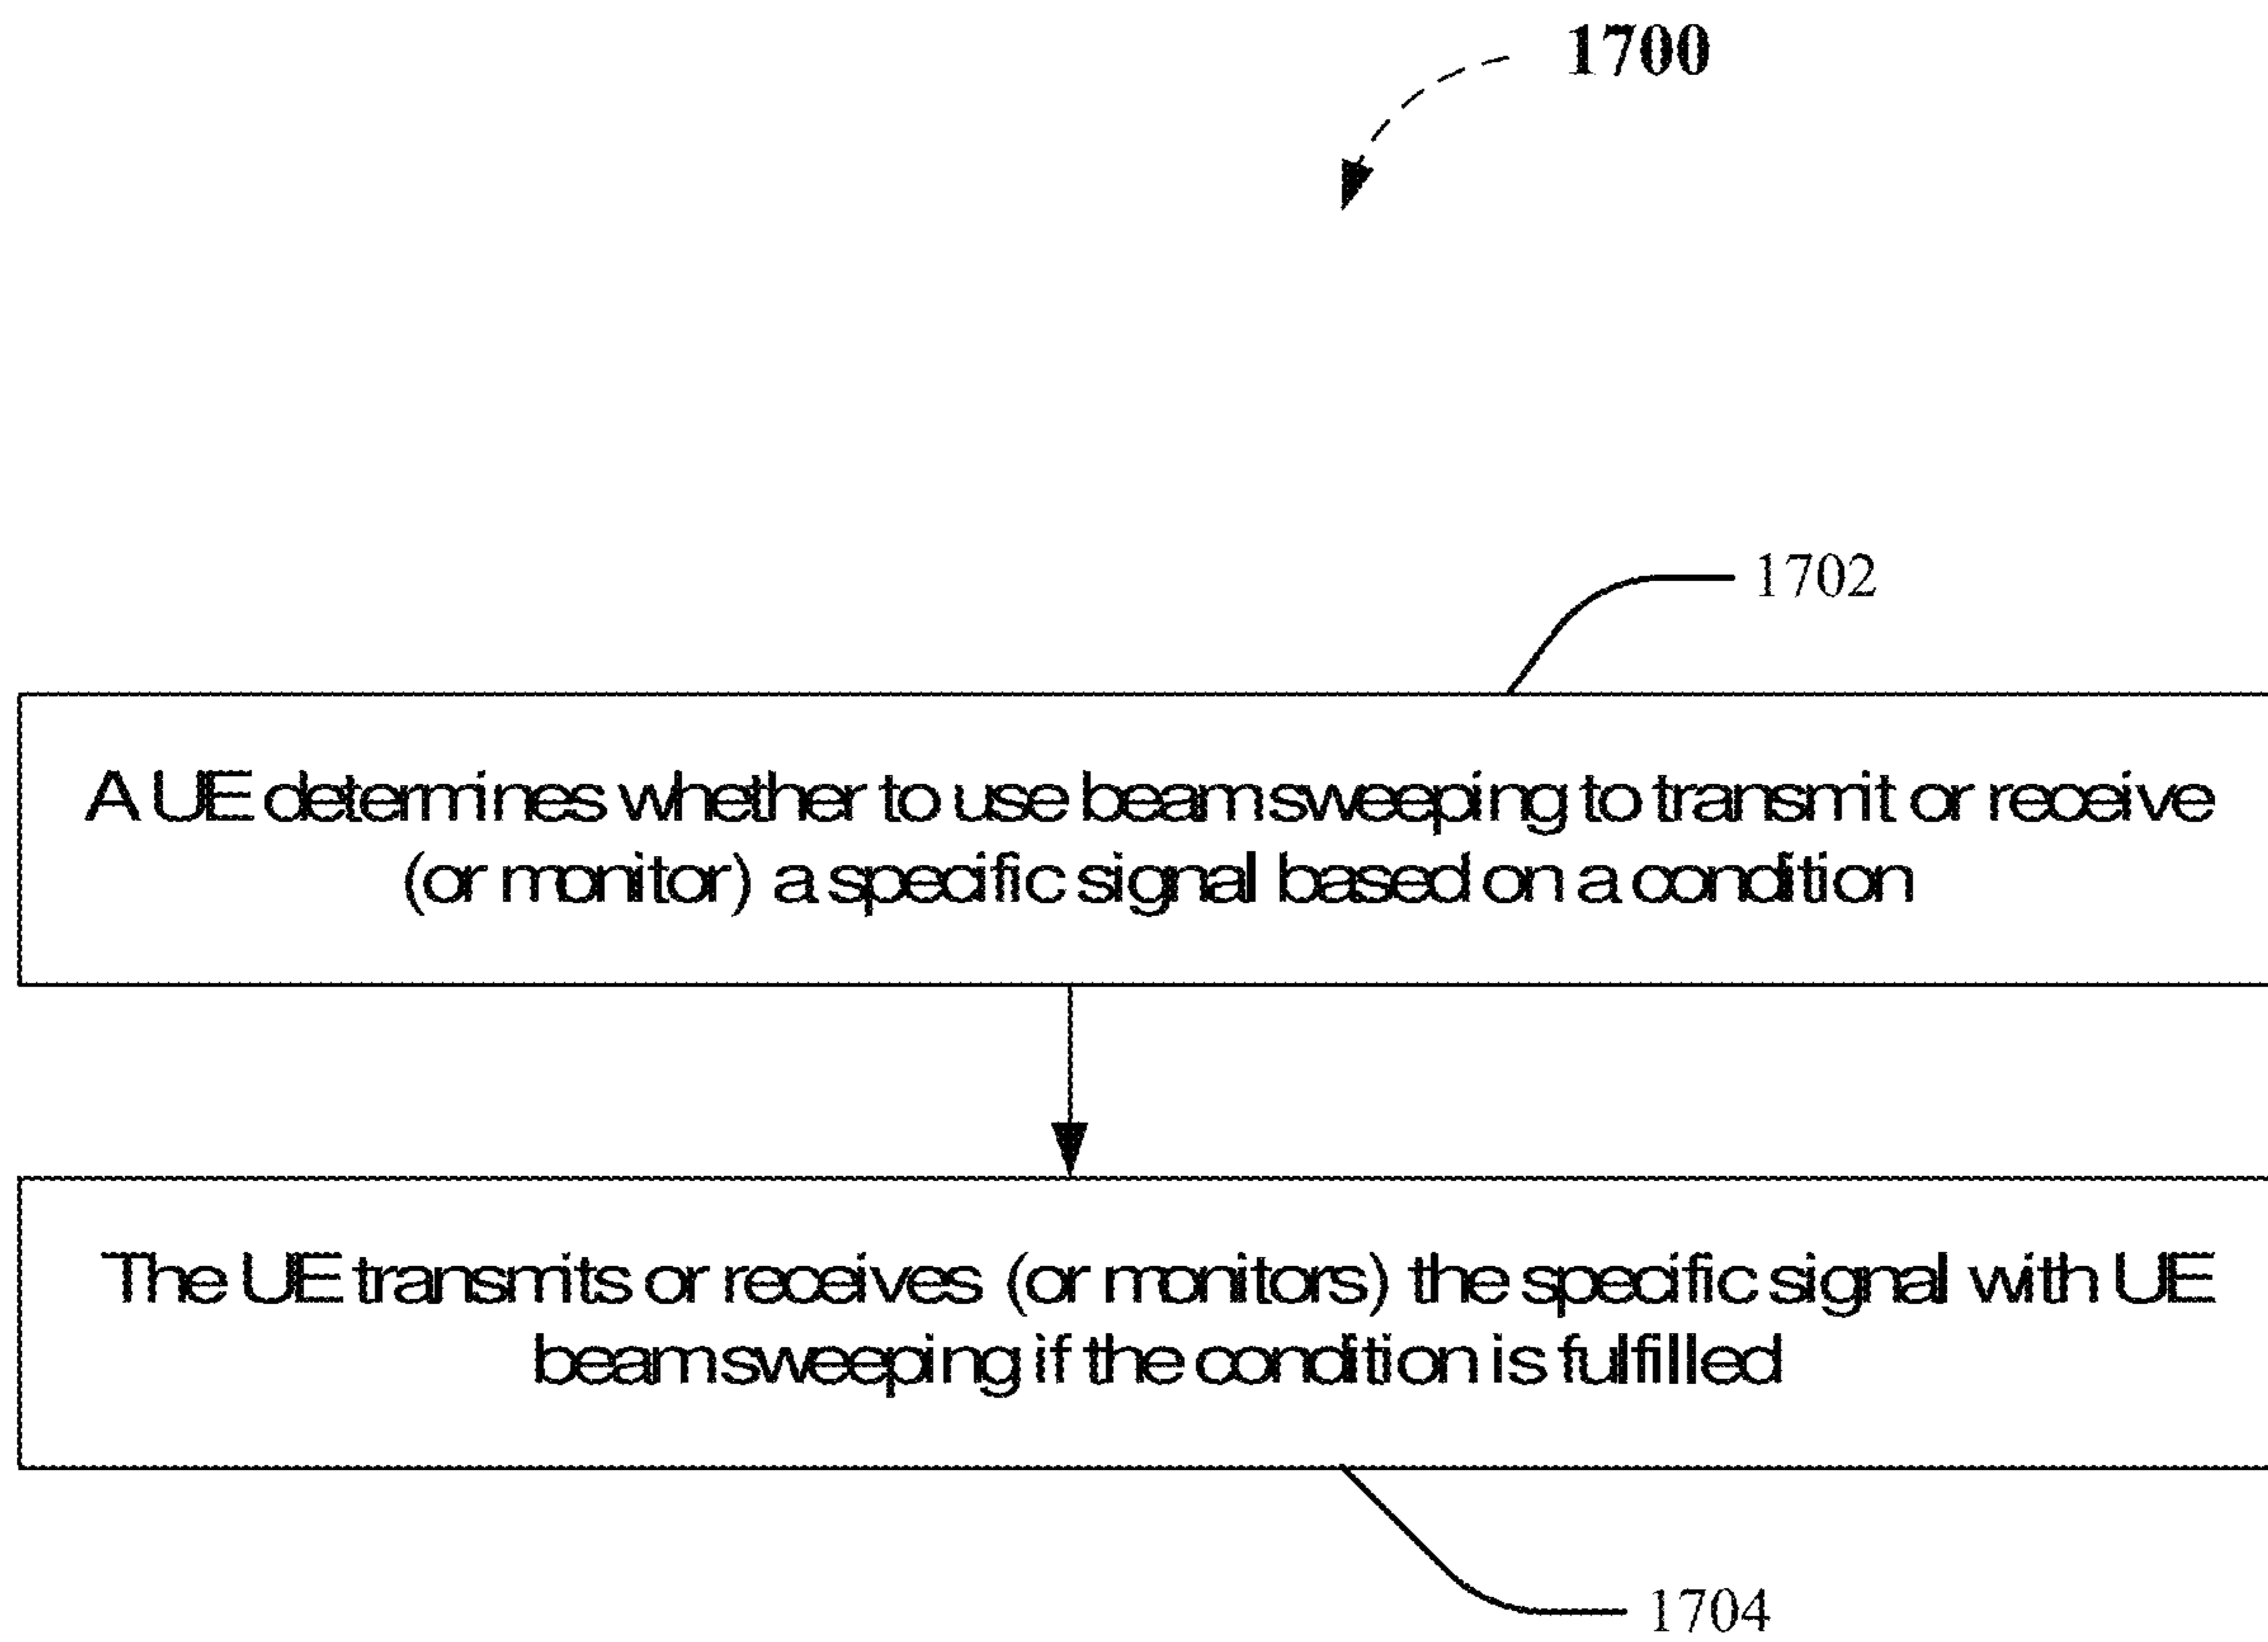 1700
1702
A UE determines whether to use beam sweeping to transmit or receive
(or monitor) a specific signal based on a condition
The UE transmits or receives (or monitors) the specific signal with UE
beam sweeping if the condition is fulfilled
1704